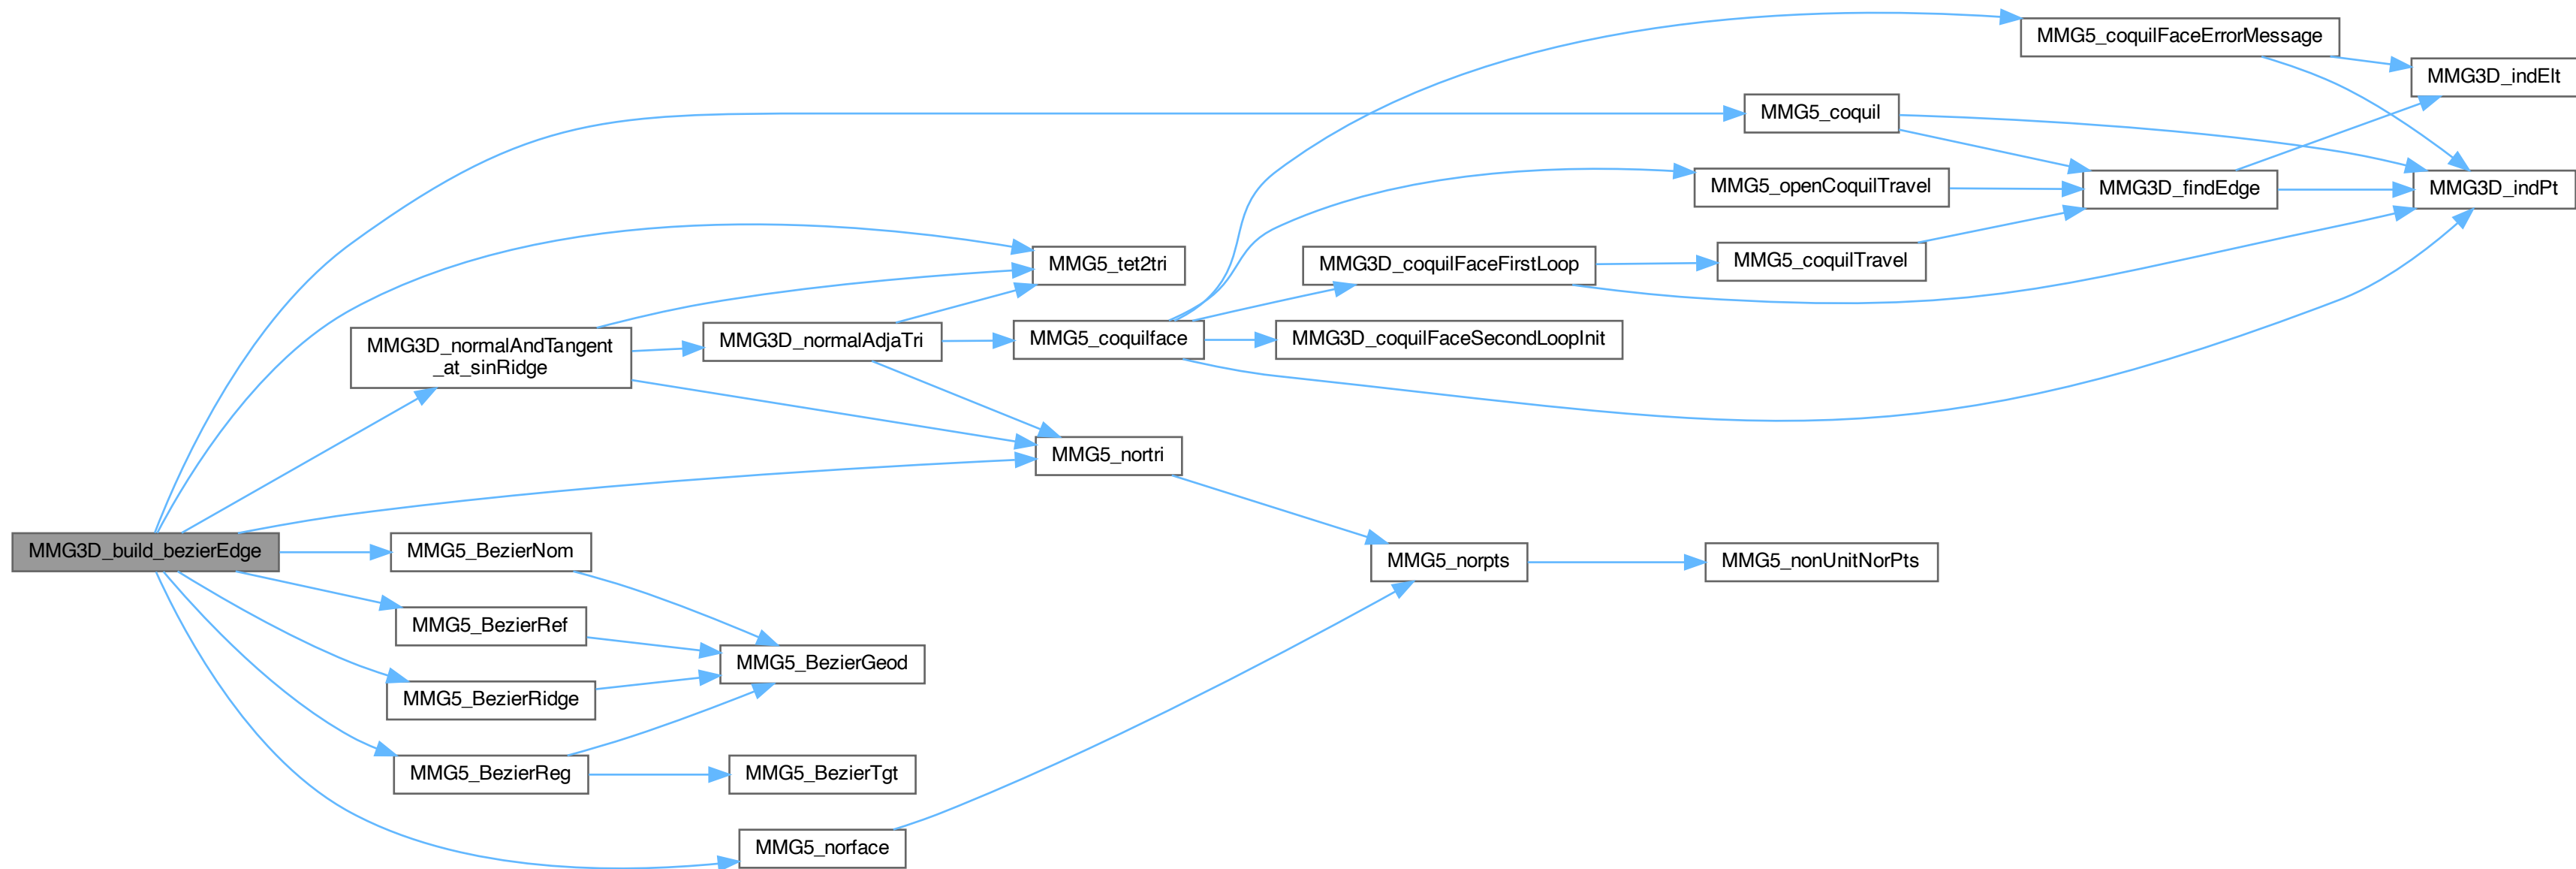 MMG5_coquilFaceErrorMessage
MMG3D_indElt
MMG5_coquil
MMG5_openCoquilTravel
MMG3D_findEdge
MMG3D_indPt
MMG5_tet2tri
MMG3D_coquilFaceFirstLoop
MMG5_coquilTravel
MMG3D_normalAndTangent
_at_sinRidge
MMG3D_normalAdjaTri
MMG5_coquilface
MMG3D_coquilFaceSecondLoopInit
MMG5_nortri
MMG3D_build_bezierEdge
MMG5_BezierNom
MMG5_norpts
MMG5_nonUnitNorPts
MMG5_BezierRef
MMG5_BezierGeod
MMG5_BezierRidge
MMG5_BezierReg
MMG5_BezierTgt
MMG5_norface